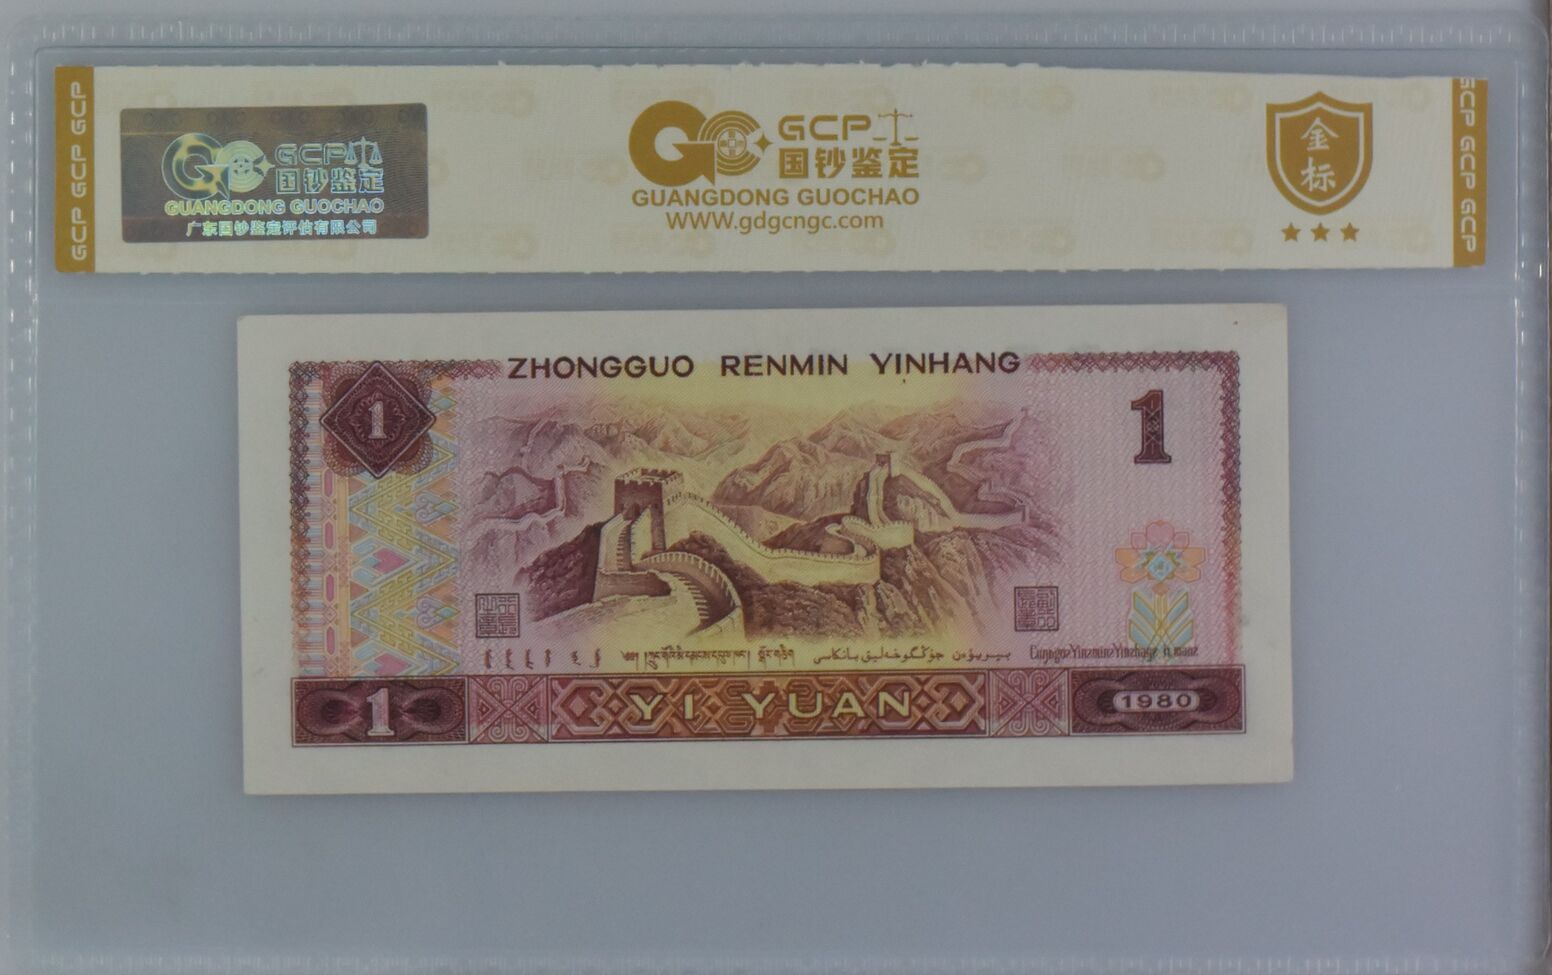 GCP GCP GCP
GCP
国钞鉴定
GUANGDONG GUOCHAO
广东国钞鉴定评估有限公司
GCP
国钞鉴定
GUANGDONG GUOCHAO
WWW.gdgcngc.com
金标
GCP GCP GCP
ZHONGGUO RENMIN YINHANG
1
1
1
YI YUAN
1980